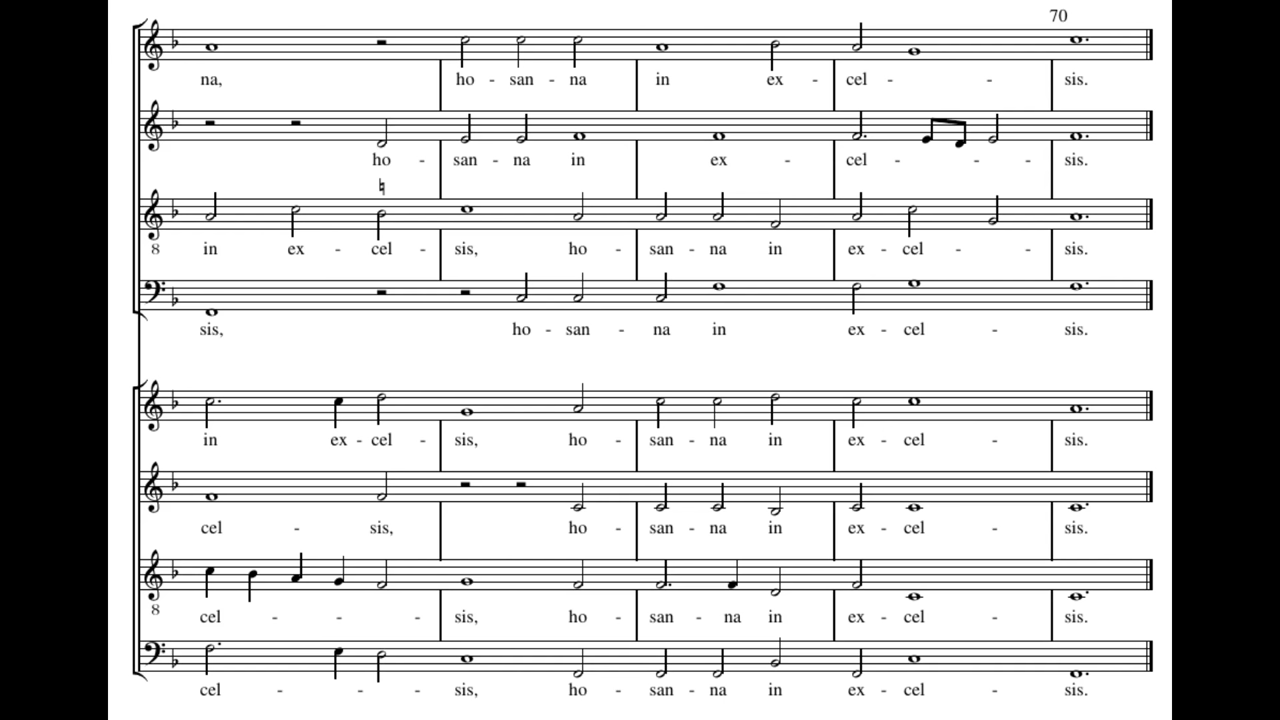 70
na, ho - san - na in ex - cel - - sis.
ho - san - na in ex - cel - - - sis.
8 in ex - cel - sis, ho - san - na in ex - cel - - sis.
sis, ho - san - na in ex - cel - sis.
in ex - cel - sis, ho - san - na in ex - cel - sis.
cel - sis, ho - san - na in ex - cel - sis.
8 cel - - - sis, ho - san - na in ex - cel - sis.
cel - - - - sis, ho - san - na in ex - cel - sis.